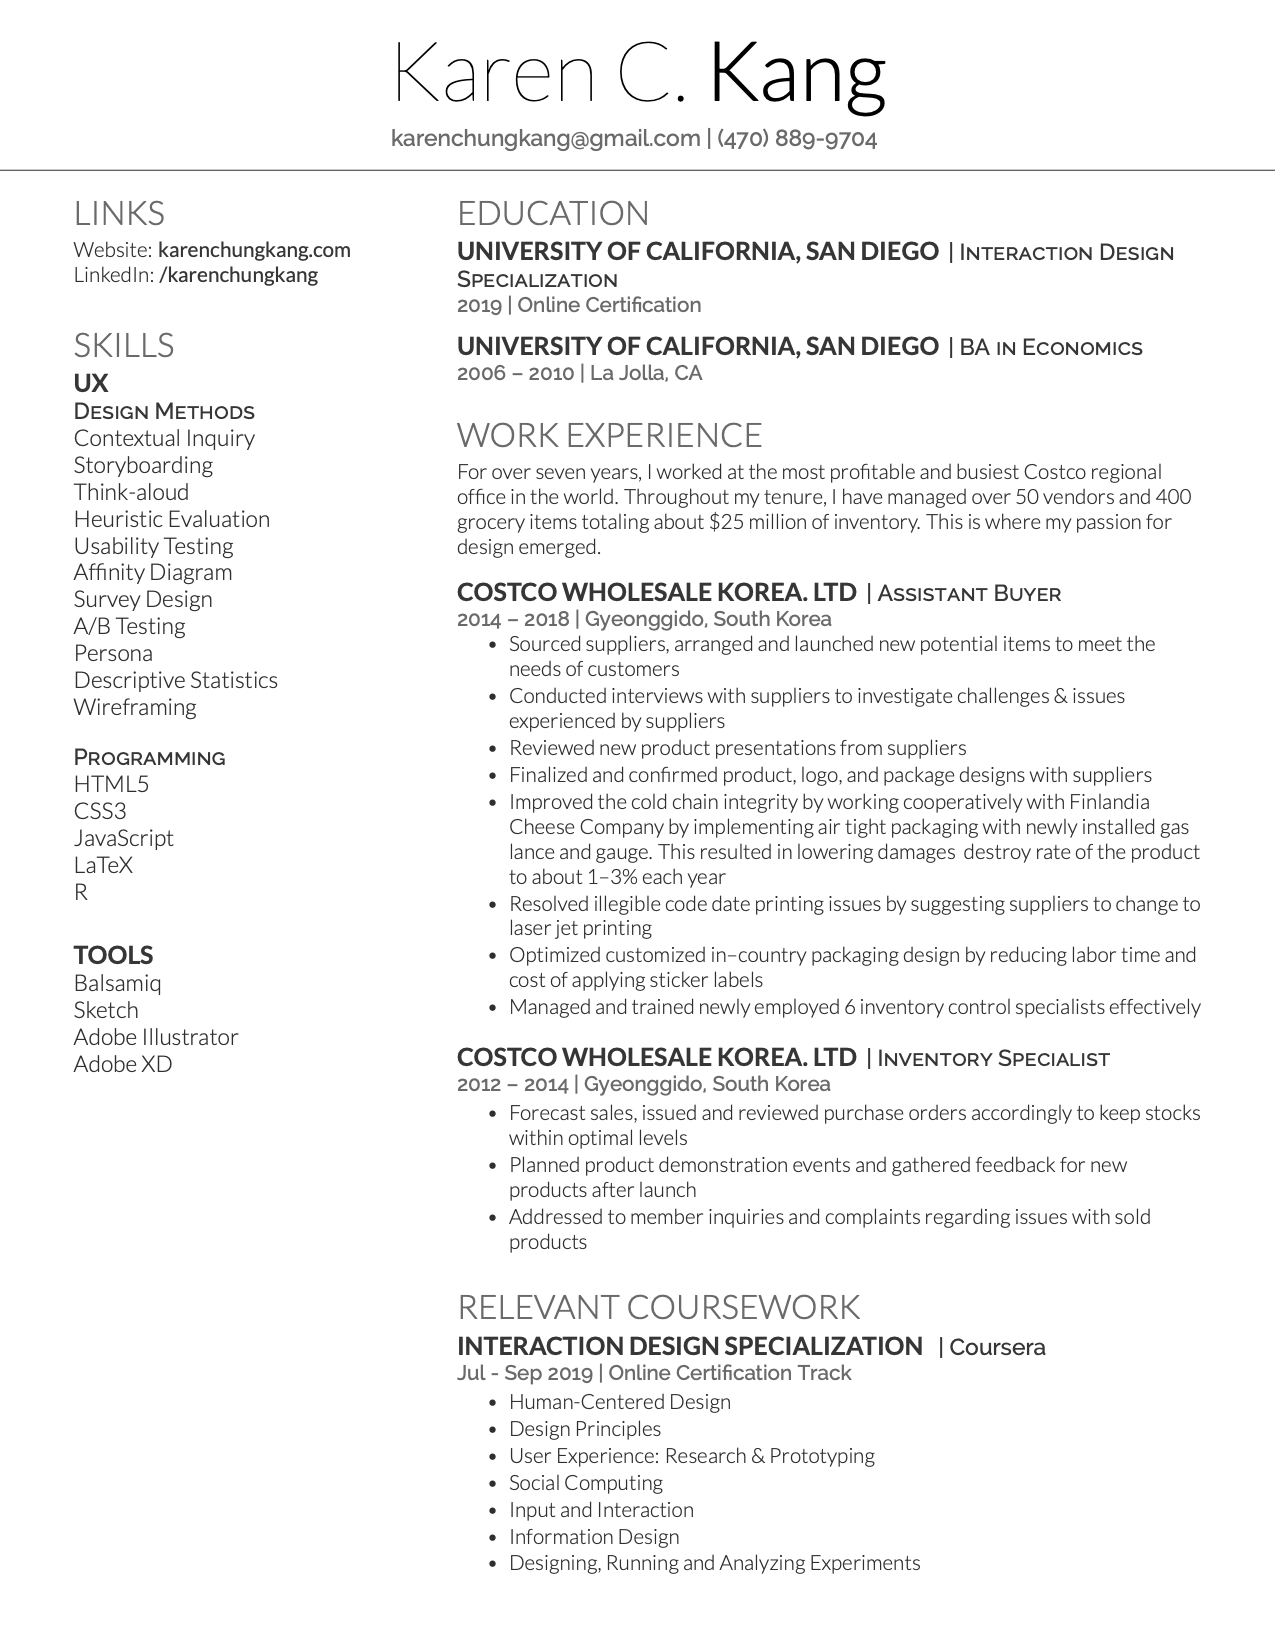 Karen C. Kang
karenchungkang@gmail.com | (470) 889-9704
LINKS
Website: karenchungkang.com
LinkedIn: /karenchungkang
SKILLS
UX
Design Methods
Contextual Inquiry
Storyboarding
Think-aloud
Heuristic Evaluation
Usability Testing
Affinity Diagram
Survey Design
A/B Testing
Persona
Descriptive Statistics
Wireframing
Programming
HTML5
CSS3
JavaScript
LaTeX
R
TOOLS
Balsamiq
Sketch
Adobe Illustrator
Adobe XD
EDUCATION
UNIVERSITY OF CALIFORNIA, SAN DIEGO | Interaction Design
Specialization
2019 | Online Certification
UNIVERSITY OF CALIFORNIA, SAN DIEGO | BA in Economics
2006 – 2010 | La Jolla, CA
WORK EXPERIENCE
For over seven years, I worked at the most profitable and busiest Costco regional
office in the world. Throughout my tenure, I have managed over 50 vendors and 400
grocery items totaling about $25 million of inventory. This is where my passion for
design emerged.
COSTCO WHOLESALE KOREA. LTD | Assistant Buyer
2014 – 2018 | Gyeonggido, South Korea
• Sourced suppliers, arranged and launched new potential items to meet the
needs of customers
• Conducted interviews with suppliers to investigate challenges & issues
experienced by suppliers
• Reviewed new product presentations from suppliers
• Finalized and confirmed product, logo, and package designs with suppliers
• Improved the cold chain integrity by working cooperatively with Finlandia
Cheese Company by implementing air tight packaging with newly installed gas
lance and gauge. This resulted in lowering damages destroy rate of the product
to about 1–3% each year
• Resolved illegible code date printing issues by suggesting suppliers to change to
laser jet printing
• Optimized customized in–country packaging design by reducing labor time and
cost of applying sticker labels
• Managed and trained newly employed 6 inventory control specialists effectively
COSTCO WHOLESALE KOREA. LTD | Inventory Specialist
2012 – 2014 | Gyeonggido, South Korea
• Forecast sales, issued and reviewed purchase orders accordingly to keep stocks
within optimal levels
• Planned product demonstration events and gathered feedback for new
products after launch
• Addressed to member inquiries and complaints regarding issues with sold
products
RELEVANT COURSEWORK
INTERACTION DESIGN SPECIALIZATION | Coursera
Jul - Sep 2019 | Online Certification Track
• Human-Centered Design
• Design Principles
• User Experience: Research & Prototyping
• Social Computing
• Input and Interaction
• Information Design
• Designing, Running and Analyzing Experiments